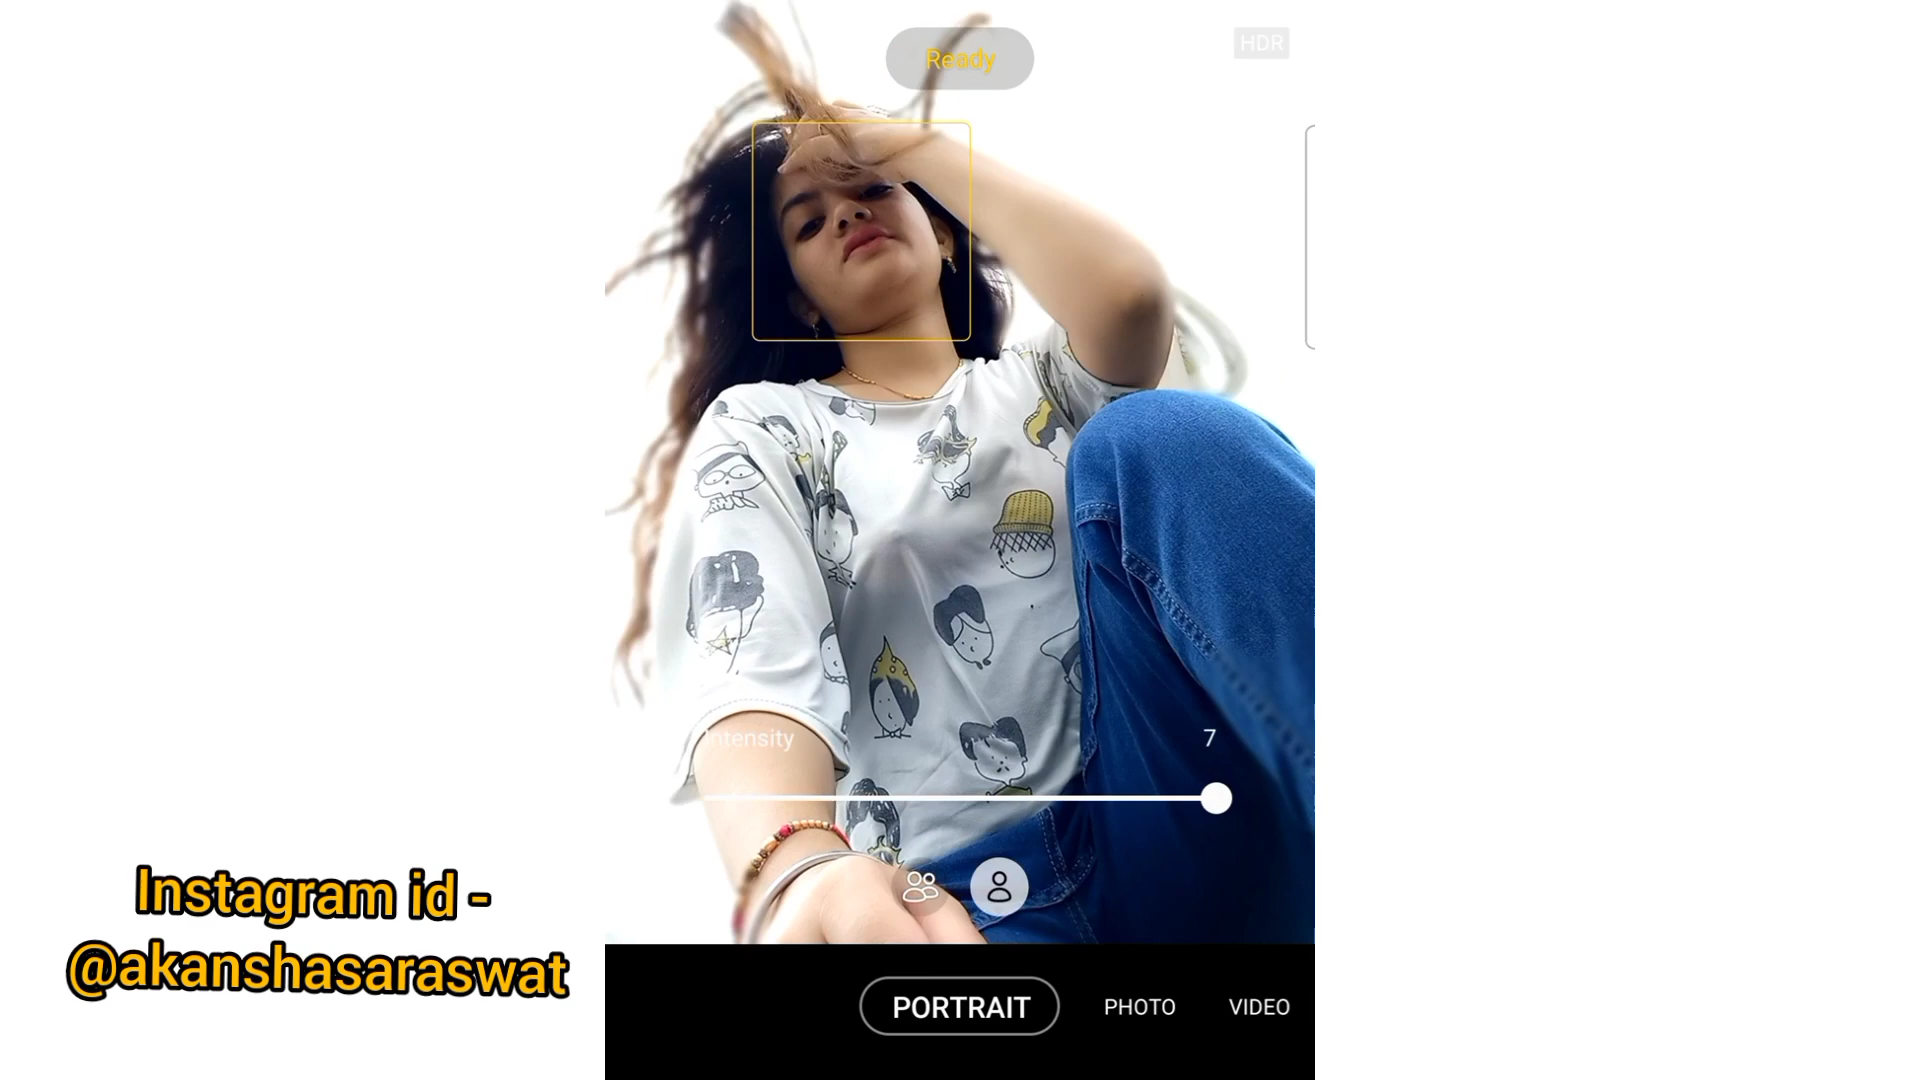 Ready
HDR
Intensity
7
Instagram id -
@akanshasaraswat
PORTRAIT
PHOTO
VIDEO